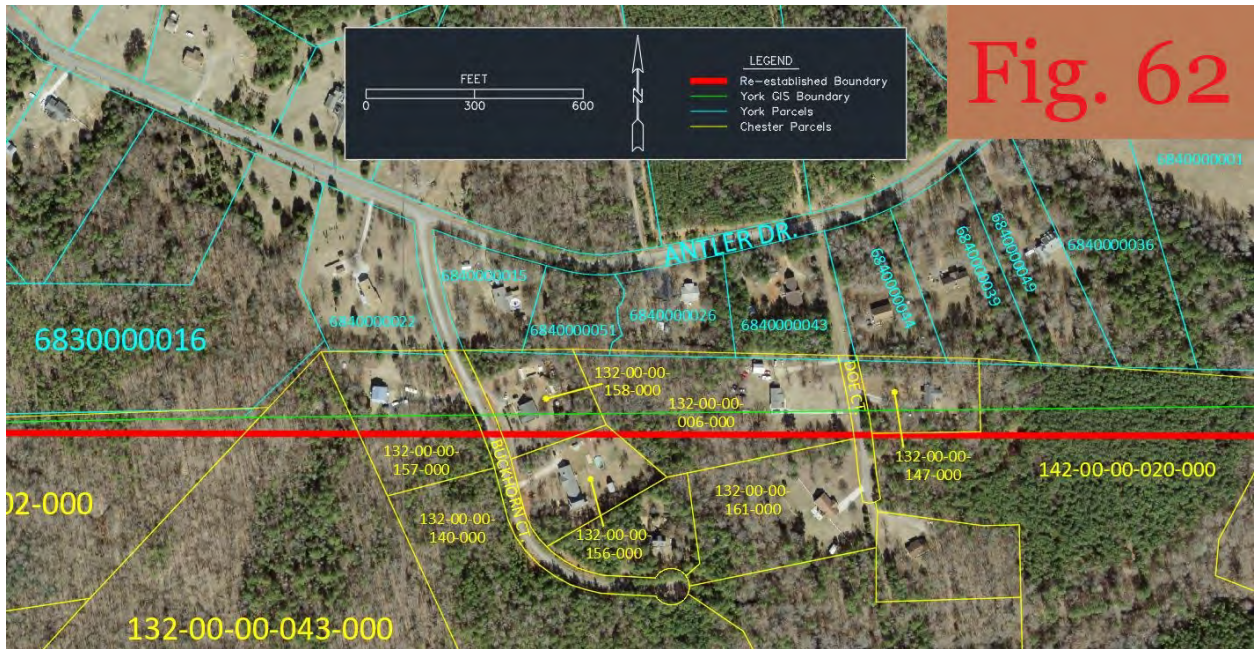 Fig. 62
FEET
0 300 600
N
LEGEND
Re-established Boundary
York GIS Boundary
York Parcels
Chester Parcels
6840000001
ANTLER DR.
6840000036
6840000049
6840000039
6840000044
6840000015
6840000022
6840000051
6840000026
6840000043
6830000016
132-00-00-
158-000
132-00-00-
006-000
DOE CT
132-00-00-
157-000
BUCKHORN CT
132-00-00-
147-000
142-00-00-020-000
02-000
132-00-00-
161-000
132-00-00-
140-000
132-00-00-
156-000
132-00-00-043-000